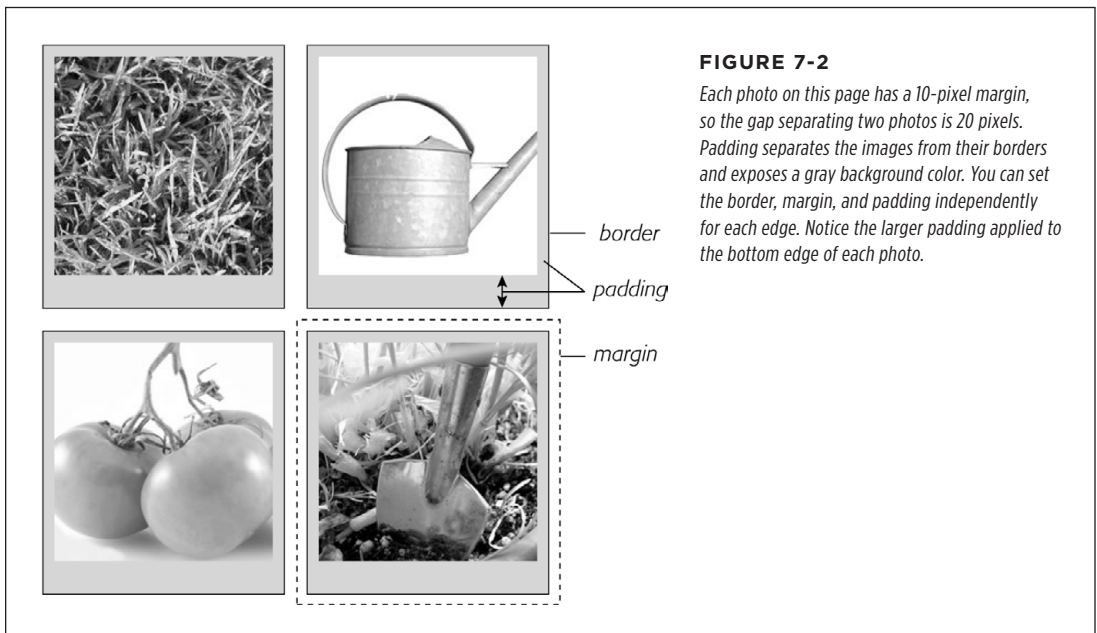 FIGURE 7-2
Each photo on this page has a 10-pixel margin,
so the gap separating two photos is 20 pixels.
Padding separates the images from their borders
and exposes a gray background color. You can set
the border, margin, and padding independently
for each edge. Notice the larger padding applied to
the bottom edge of each photo.
border
padding
margin